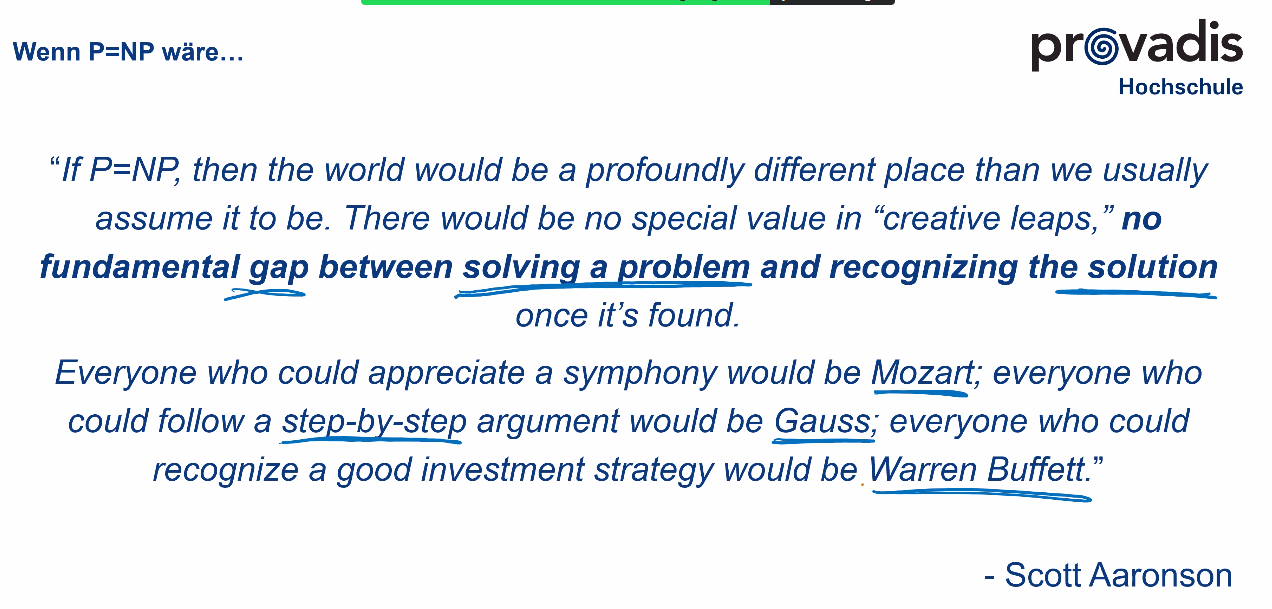 Wenn P=NP wäre…
provadis
Hochschule
“If P=NP, then the world would be a profoundly different place than we usually
assume it to be. There would be no special value in “creative leaps,” no
fundamental gap between solving a problem and recognizing the solution
once it’s found.
Everyone who could appreciate a symphony would be Mozart; everyone who
could follow a step-by-step argument would be Gauss; everyone who could
recognize a good investment strategy would be Warren Buffett.”
- Scott Aaronson